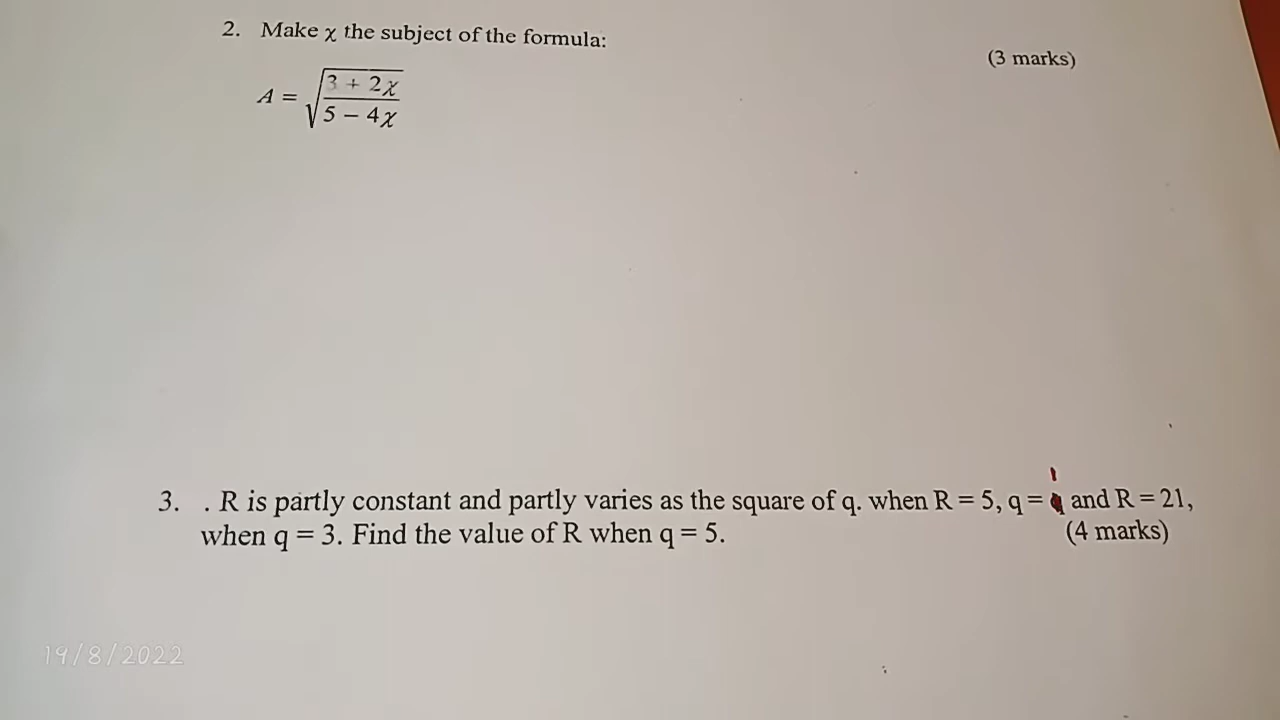 2. Make χ the subject of the formula:
(3 marks)
A = √((3 + 2χ)/(5 − 4χ))
1
3. . R is partly constant and partly varies as the square of q. when R = 5, q = and R = 21,
when q = 3. Find the value of R when q = 5.
(4 marks)
19/8/2022